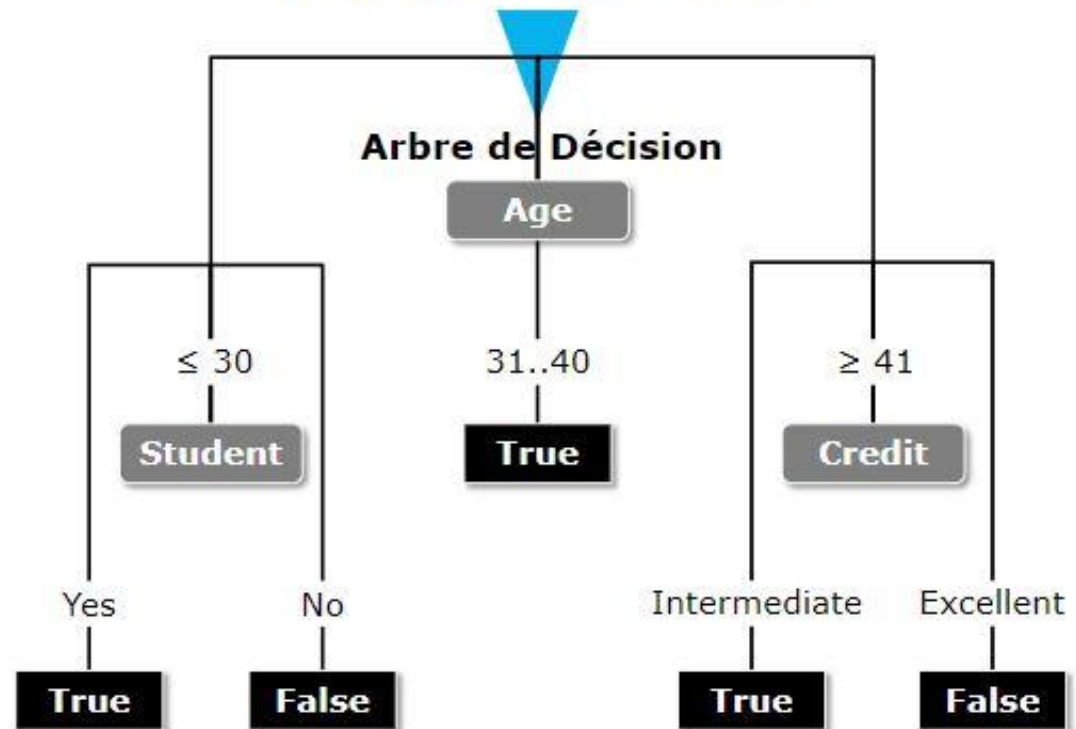 Arbre de Décision
Age
≤ 30
31..40
≥ 41
Student
True
Credit
Yes
No
Intermediate
Excellent
True
False
True
False